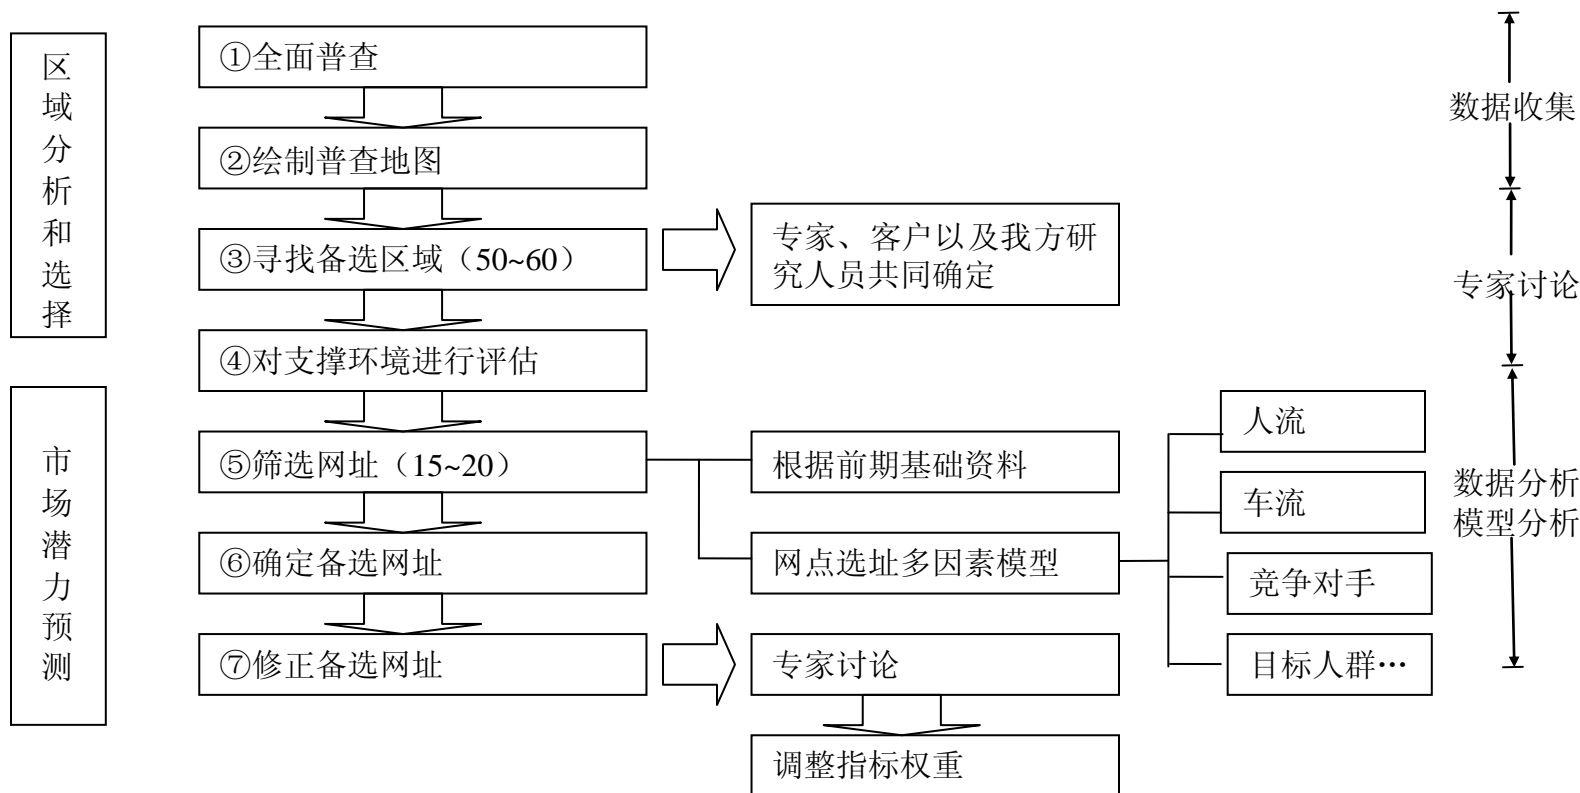 区域分析和选择
①全面普查
②绘制普查地图
③寻找备选区域（50~60）
专家、客户以及我方研
究人员共同确定
④对支撑环境进行评估
市场潜力预测
⑤筛选网址（15~20）
根据前期基础资料
⑥确定备选网址
网点选址多因素模型
人流
车流
竞争对手
目标人群…
⑦修正备选网址
专家讨论
调整指标权重
数据收集
专家讨论
数据分析
模型分析